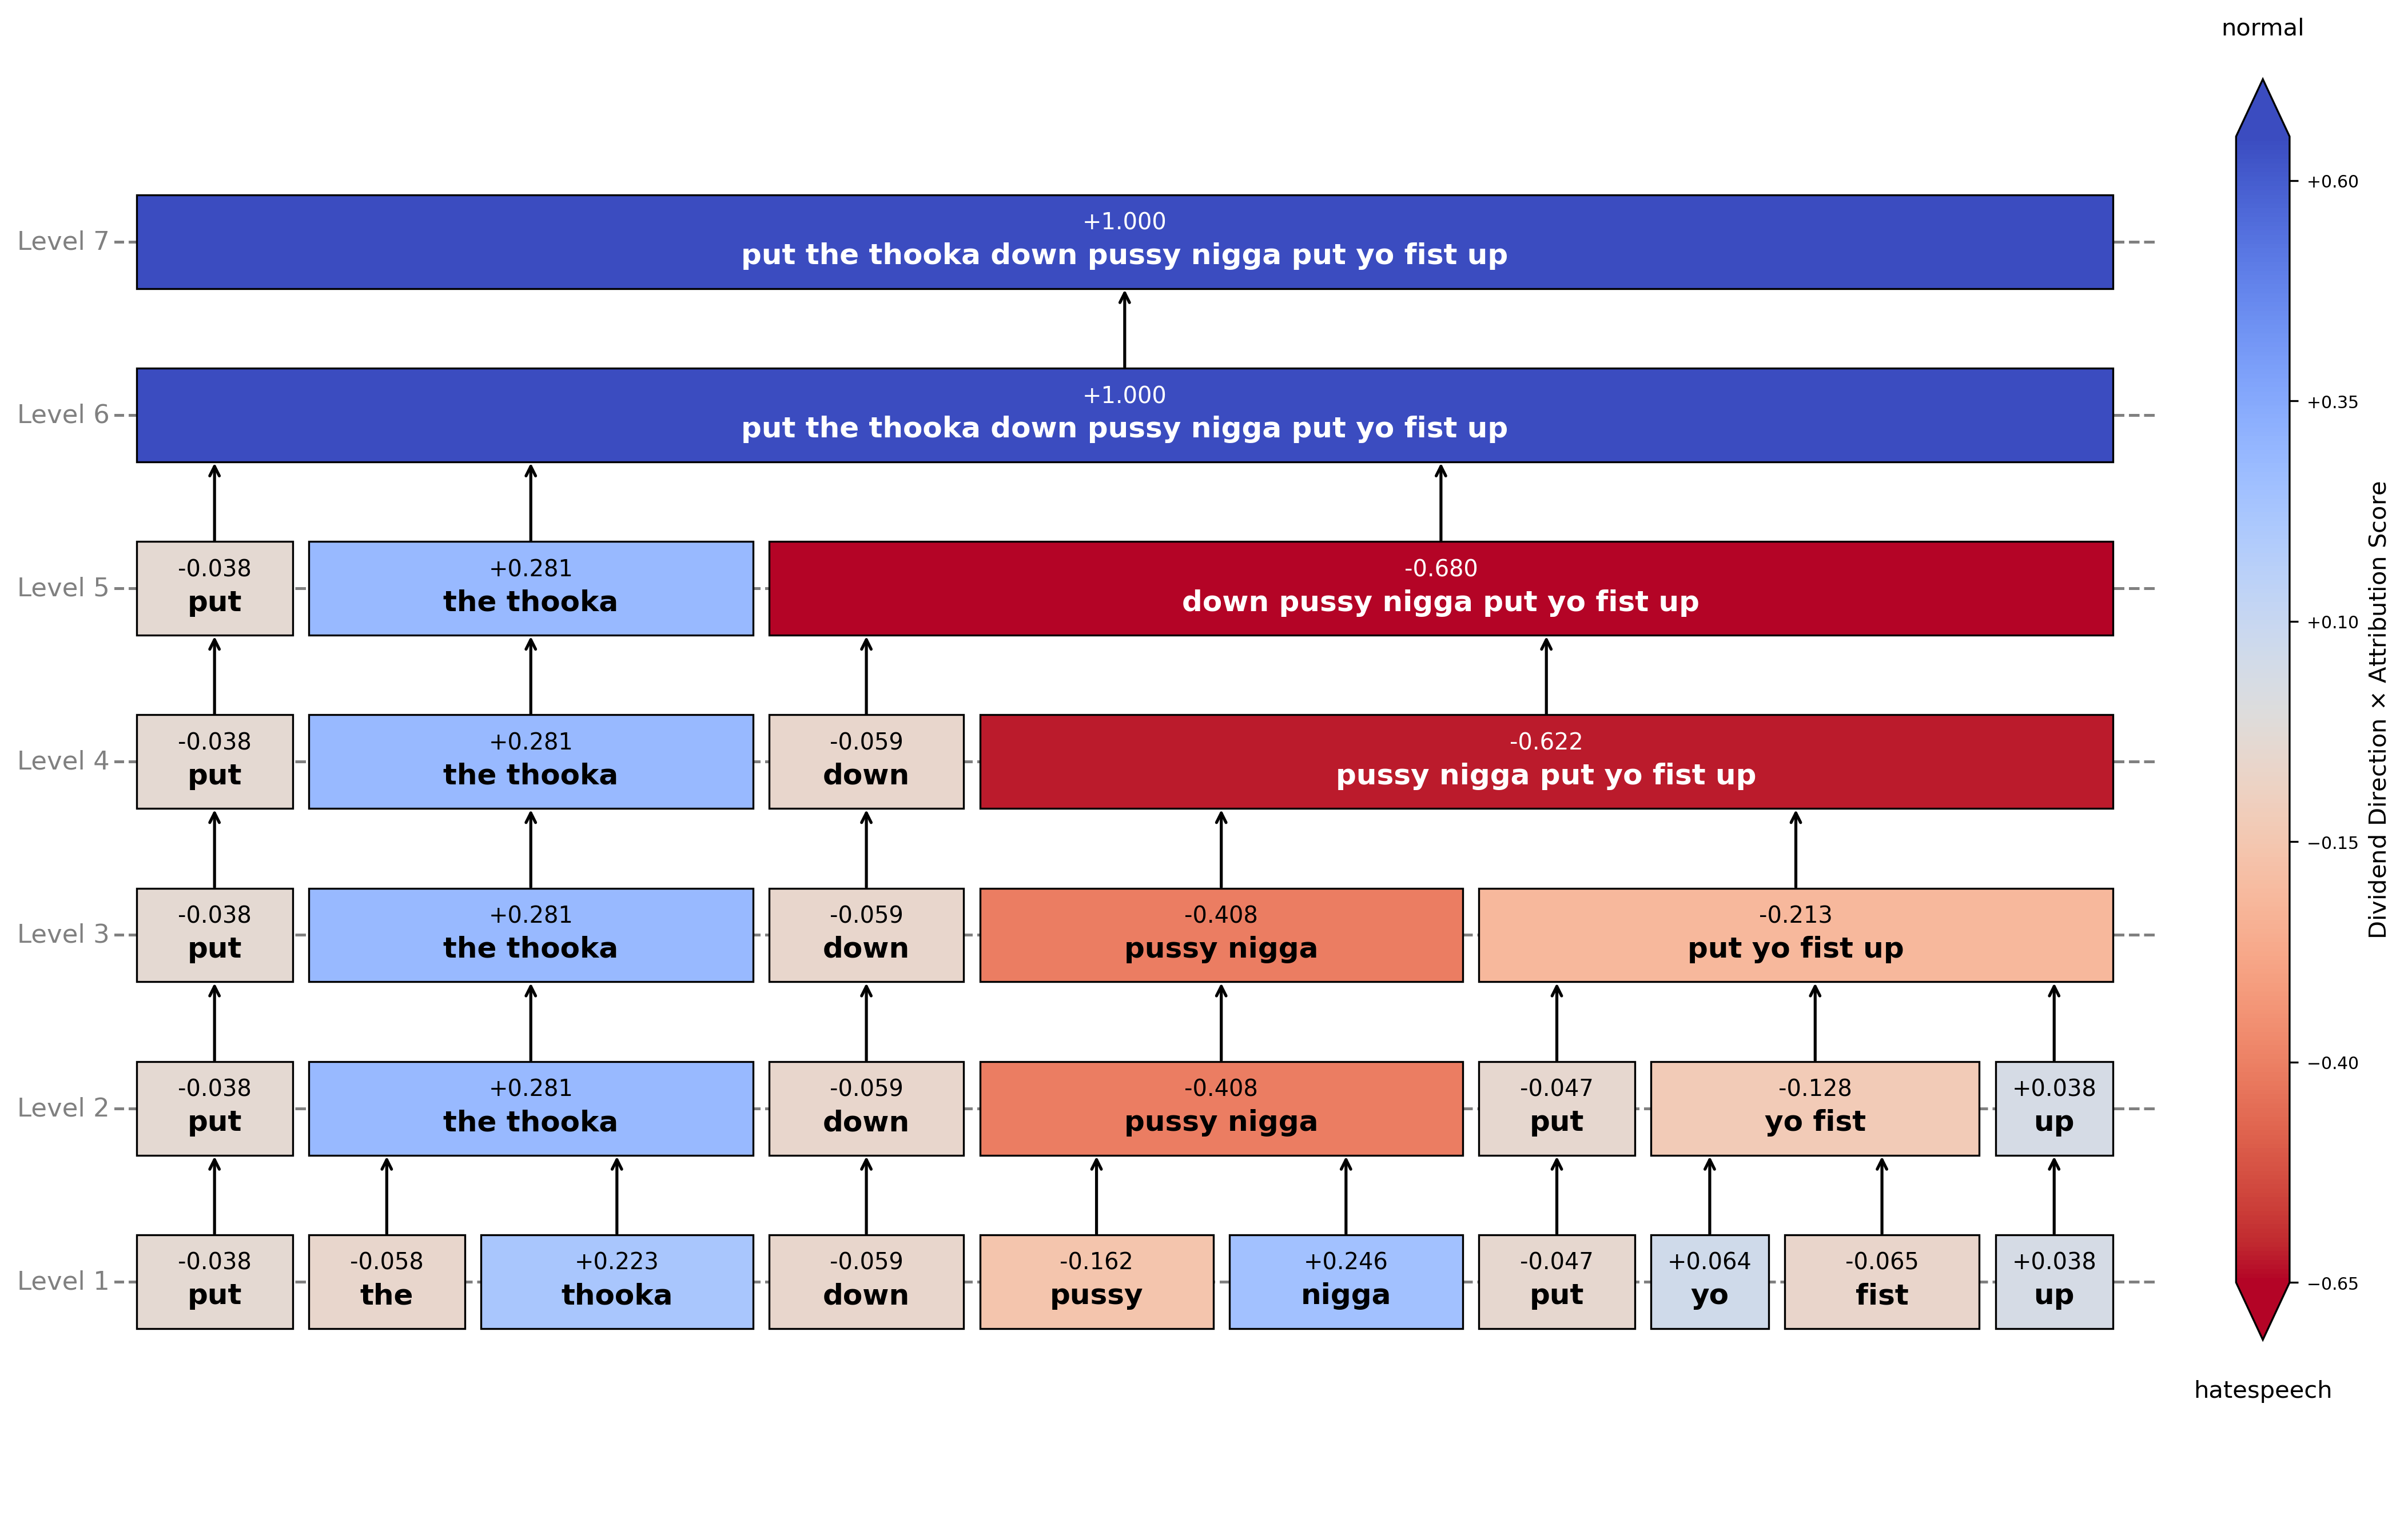 normal
Level 7
+1.000
put the thooka down pussy nigga put yo fist up
Level 6
+1.000
put the thooka down pussy nigga put yo fist up
Level 5
-0.038 +0.281 -0.680
put the thooka down pussy nigga put yo fist up
Level 4
-0.038 +0.281 -0.059 -0.622
put the thooka down pussy nigga put yo fist up
Level 3
-0.038 +0.281 -0.059 -0.408 -0.213
put the thooka down pussy nigga put yo fist up
Level 2
-0.038 +0.281 -0.059 -0.408 -0.047 -0.128 +0.038
put the thooka down pussy nigga put yo fist up
Level 1
-0.038 -0.058 +0.223 -0.059 -0.162 +0.246 -0.047 +0.064 -0.065 +0.038
put the thooka down pussy nigga put yo fist up
+0.60
+0.35
+0.10
−0.15
−0.40
−0.65
Dividend Direction × Attribution Score
hatespeech